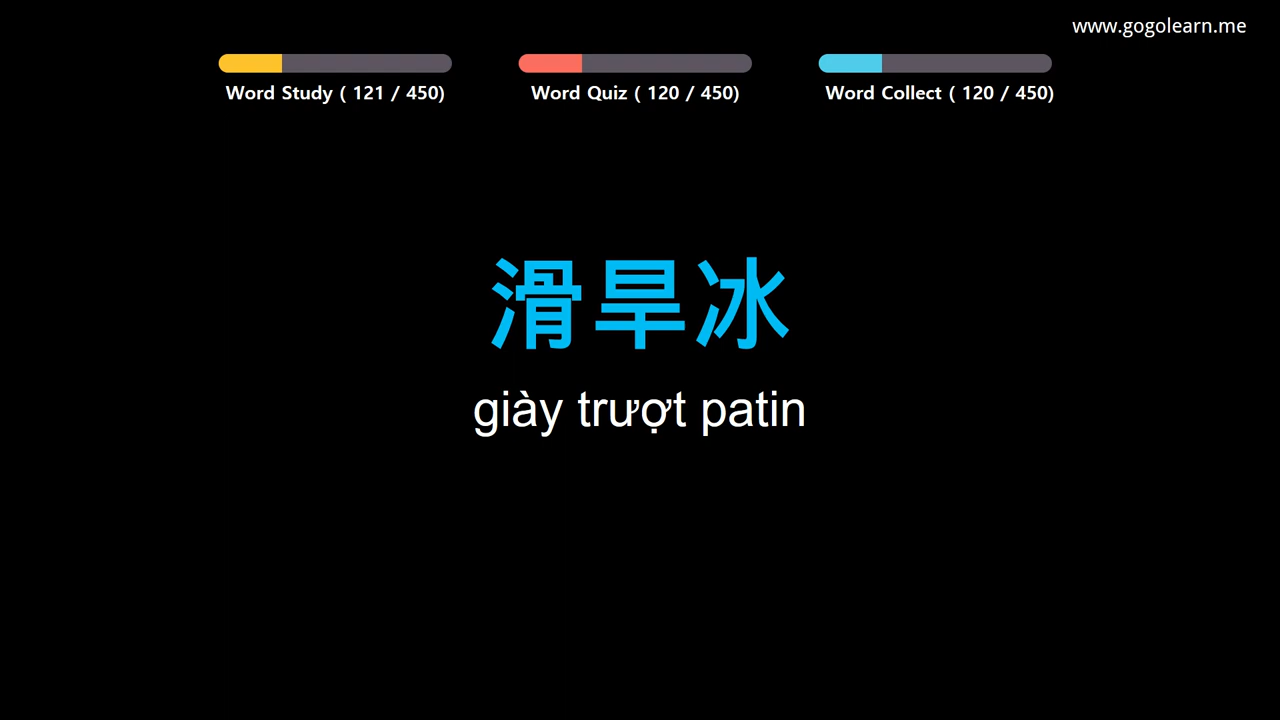 www.gogolearn.me
Word Study ( 121 / 450)
Word Quiz ( 120 / 450)
Word Collect ( 120 / 450)
滑旱冰
giày trượt patin